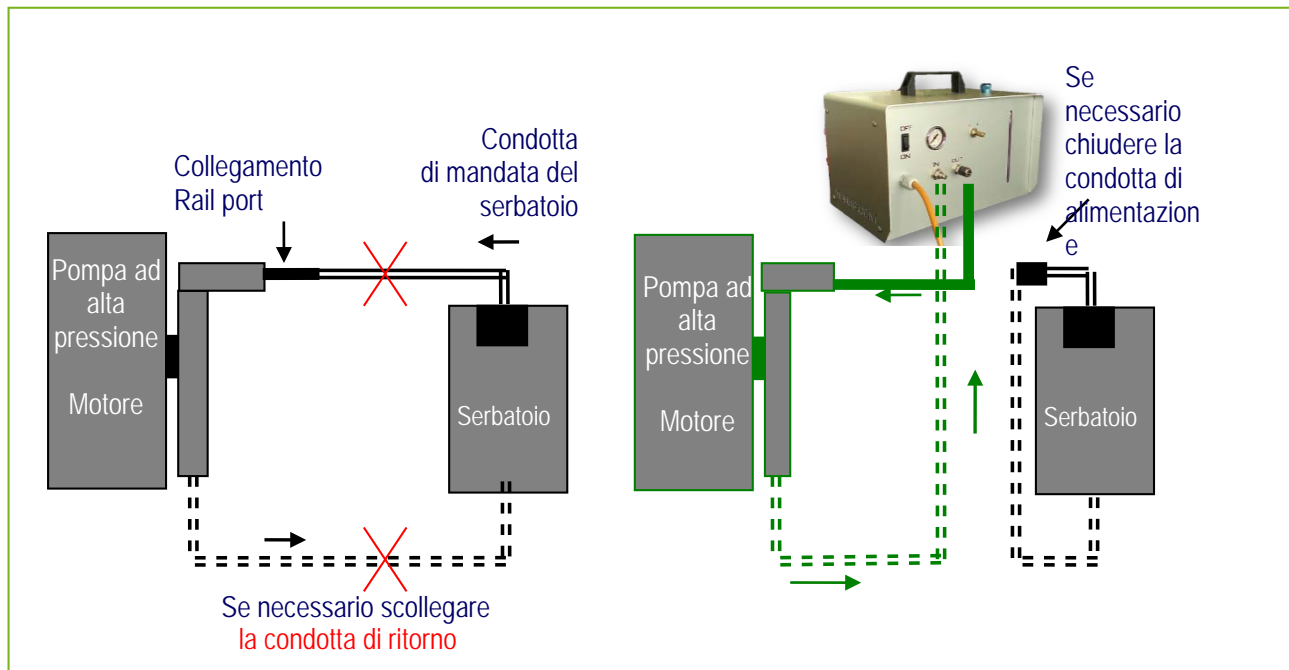 Collegamento
Rail port
Condotta
di mandata del
serbatoio
Pompa ad
alta
pressione
Motore
Serbatoio
Se necessario scollegare
la condotta di ritorno
OFF
ON
IN
OUT
Se
necessario
chiudere la
condotta di
alimentazion
e
Pompa ad
alta
pressione
Motore
Serbatoio